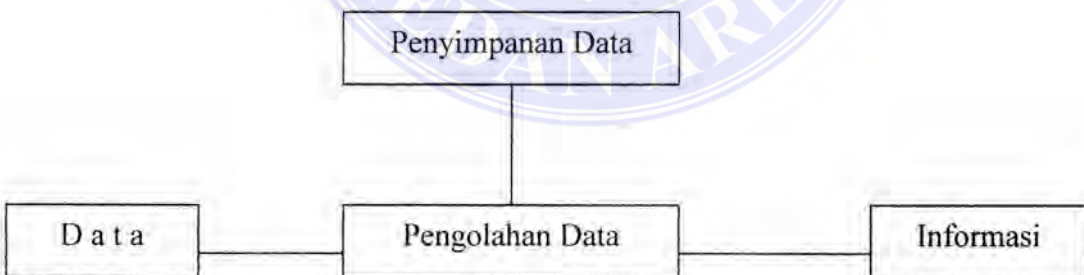 Penyimpanan Data
D a t a
Pengolahan Data
Informasi